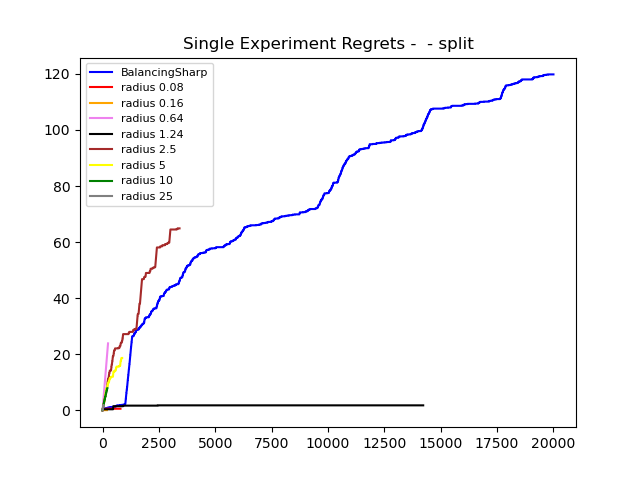 Single Experiment Regrets -  - split
BalancingSharp
radius 0.08
radius 0.16
radius 0.64
radius 1.24
radius 2.5
radius 5
radius 10
radius 25
120
100
80
60
40
20
0
0 2500 5000 7500 10000 12500 15000 17500 20000